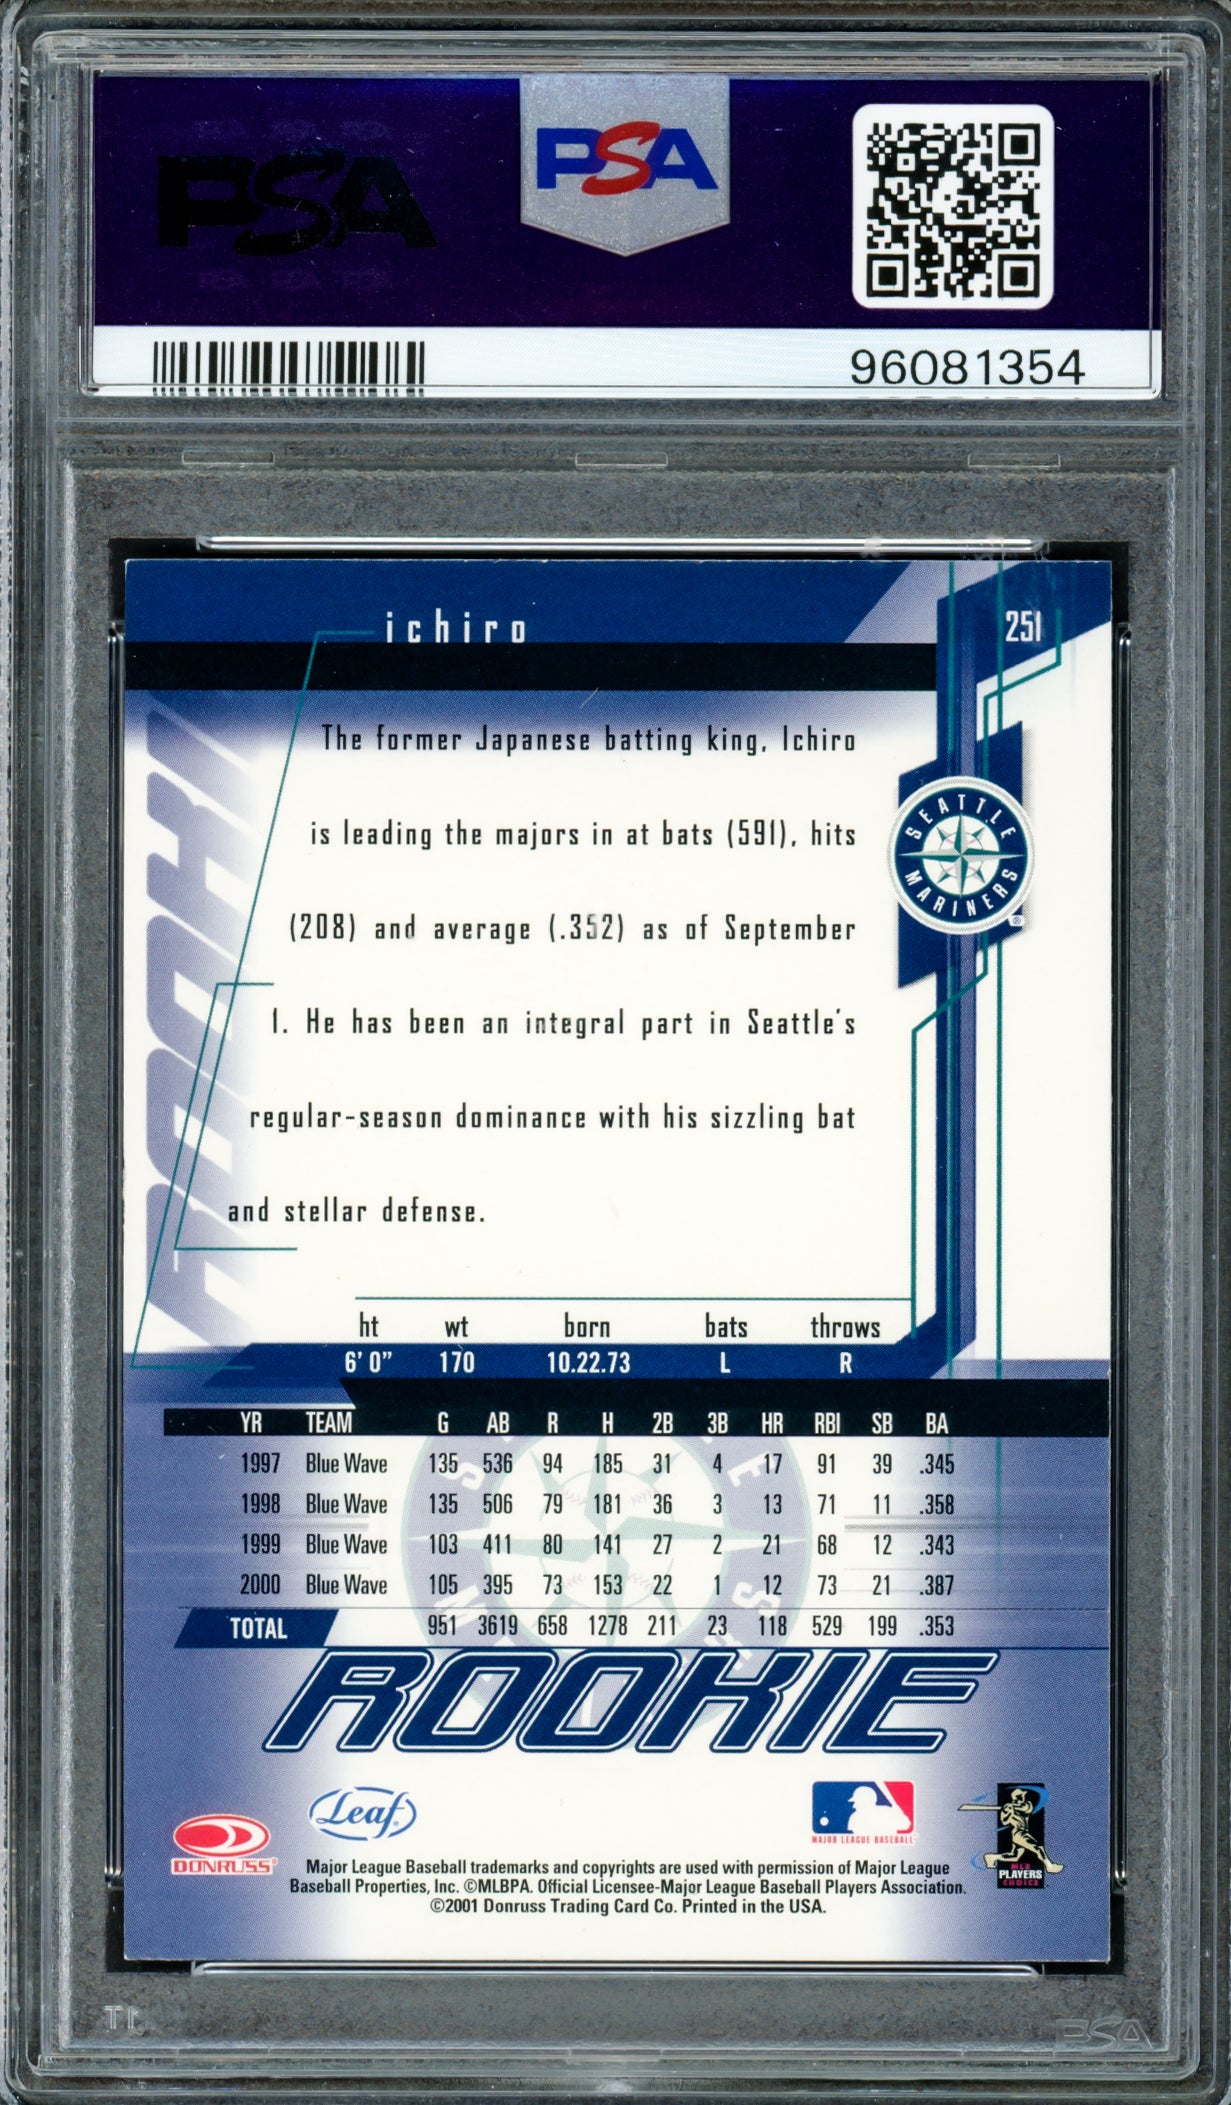 PSA
PSA
96081354
ichiro
251
The former Japanese batting king, Ichiro
is leading the majors in at bats (591), hits
(208) and average (.352) as of September
1. He has been an integral part in Seattle's
regular-season dominance with his sizzling bat
and stellar defense.
SEATTLE
MARINERS
ROOKIE
ht wt born bats throws
6' 0" 170 10.22.73 L R
YR TEAM G AB R H 2B 3B HR RBI SB BA
1997 Blue Wave 135 536 94 185 31 4 17 91 39 .345
1998 Blue Wave 135 506 79 181 36 3 13 71 11 .358
1999 Blue Wave 103 411 80 141 27 2 21 68 12 .343
2000 Blue Wave 105 395 73 153 22 1 12 73 21 .387
TOTAL 951 3619 658 1278 211 23 118 529 199 .353
ROOKIE
Leaf
DONRUSS
MAJOR LEAGUE BASEBALL
MLB
PLAYERS
CHOICE
Major League Baseball trademarks and copyrights are used with permission of Major League
Baseball Properties, Inc. ©MLBPA. Official Licensee-Major League Baseball Players Association.
©2001 Donruss Trading Card Co. Printed in the USA.
PSA